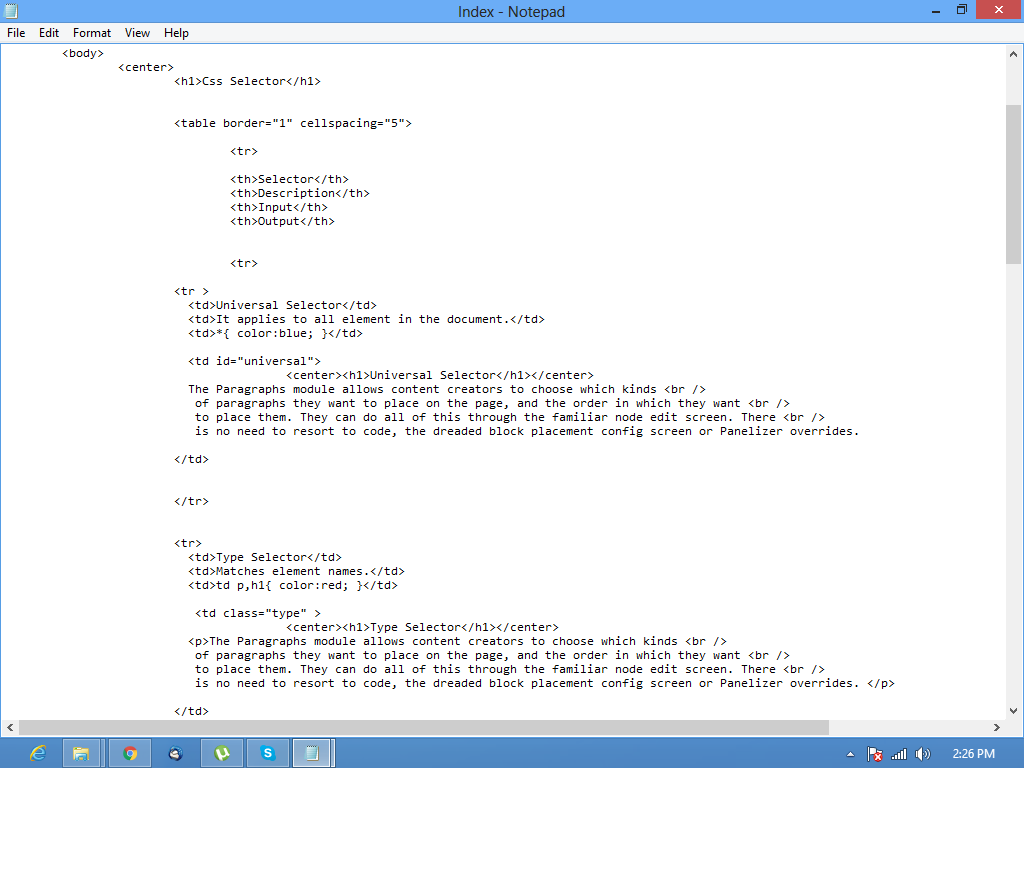 Index - Notepad
File Edit Format View Help
<body>
<center>
<h1>Css Selector</h1>
<table border="1" cellspacing="5">
<tr>
<th>Selector</th>
<th>Description</th>
<th>Input</th>
<th>Output</th>
<tr>
<tr >
<td>Universal Selector</td>
<td>It applies to all element in the document.</td>
<td>*{ color:blue; }</td>
<td id="universal">
<center><h1>Universal Selector</h1></center>
The Paragraphs module allows content creators to choose which kinds <br />
of paragraphs they want to place on the page, and the order in which they want <br />
to place them. They can do all of this through the familiar node edit screen. There <br />
is no need to resort to code, the dreaded block placement config screen or Panelizer overrides.
</td>
</tr>
<tr>
<td>Type Selector</td>
<td>Matches element names.</td>
<td>td p,h1{ color:red; }</td>
<td class="type" >
<center><h1>Type Selector</h1></center>
<p>The Paragraphs module allows content creators to choose which kinds <br />
of paragraphs they want to place on the page, and the order in which they want <br />
to place them. They can do all of this through the familiar node edit screen. There <br />
is no need to resort to code, the dreaded block placement config screen or Panelizer overrides. </p>
</td>
2:26 PM